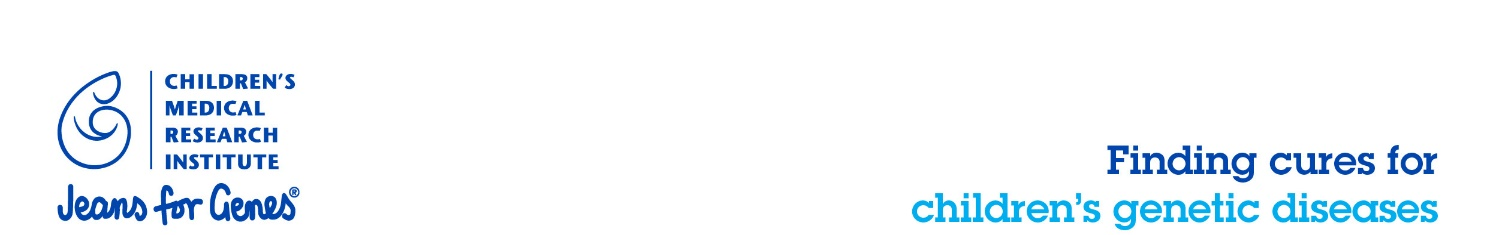 CHILDREN'S
MEDICAL
RESEARCH
INSTITUTE
Jeans for Genes®
Finding cures for
children's genetic diseases